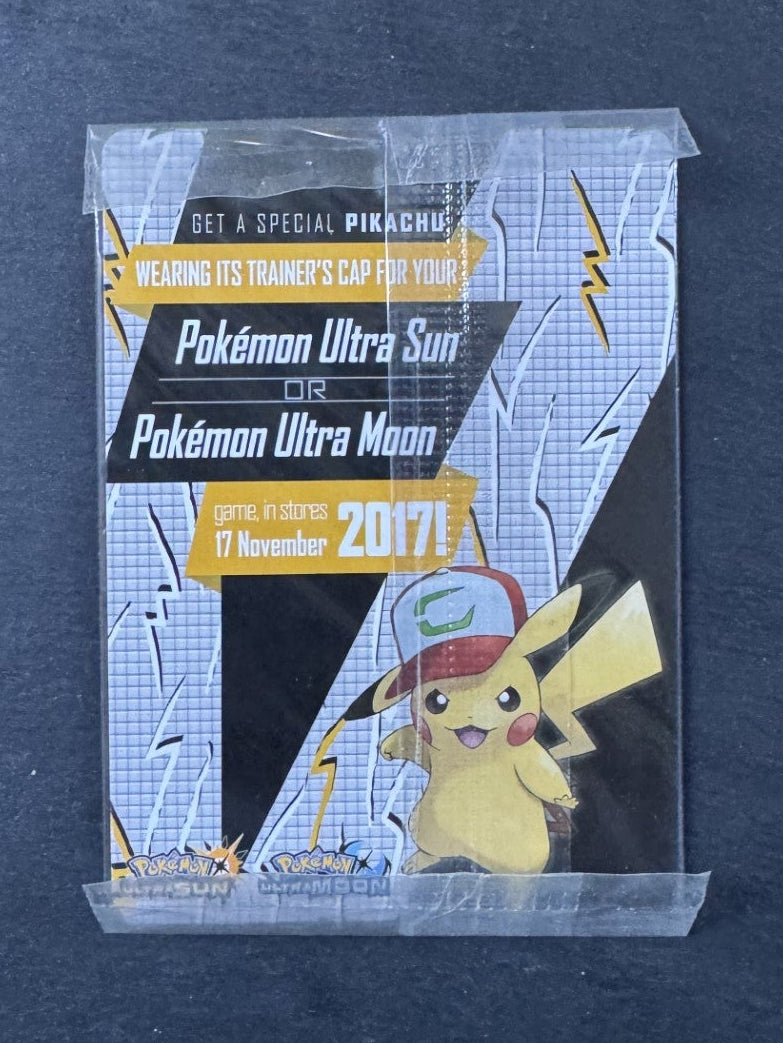 GET A SPECIAL PIKACHU
WEARING ITS TRAINER'S CAP FOR YOUR
Pokémon Ultra Sun
OR
Pokémon Ultra Moon
game, in stores
17 November 2017!
POKéMON POKéMON
ULTRA SUN ULTRA MOON